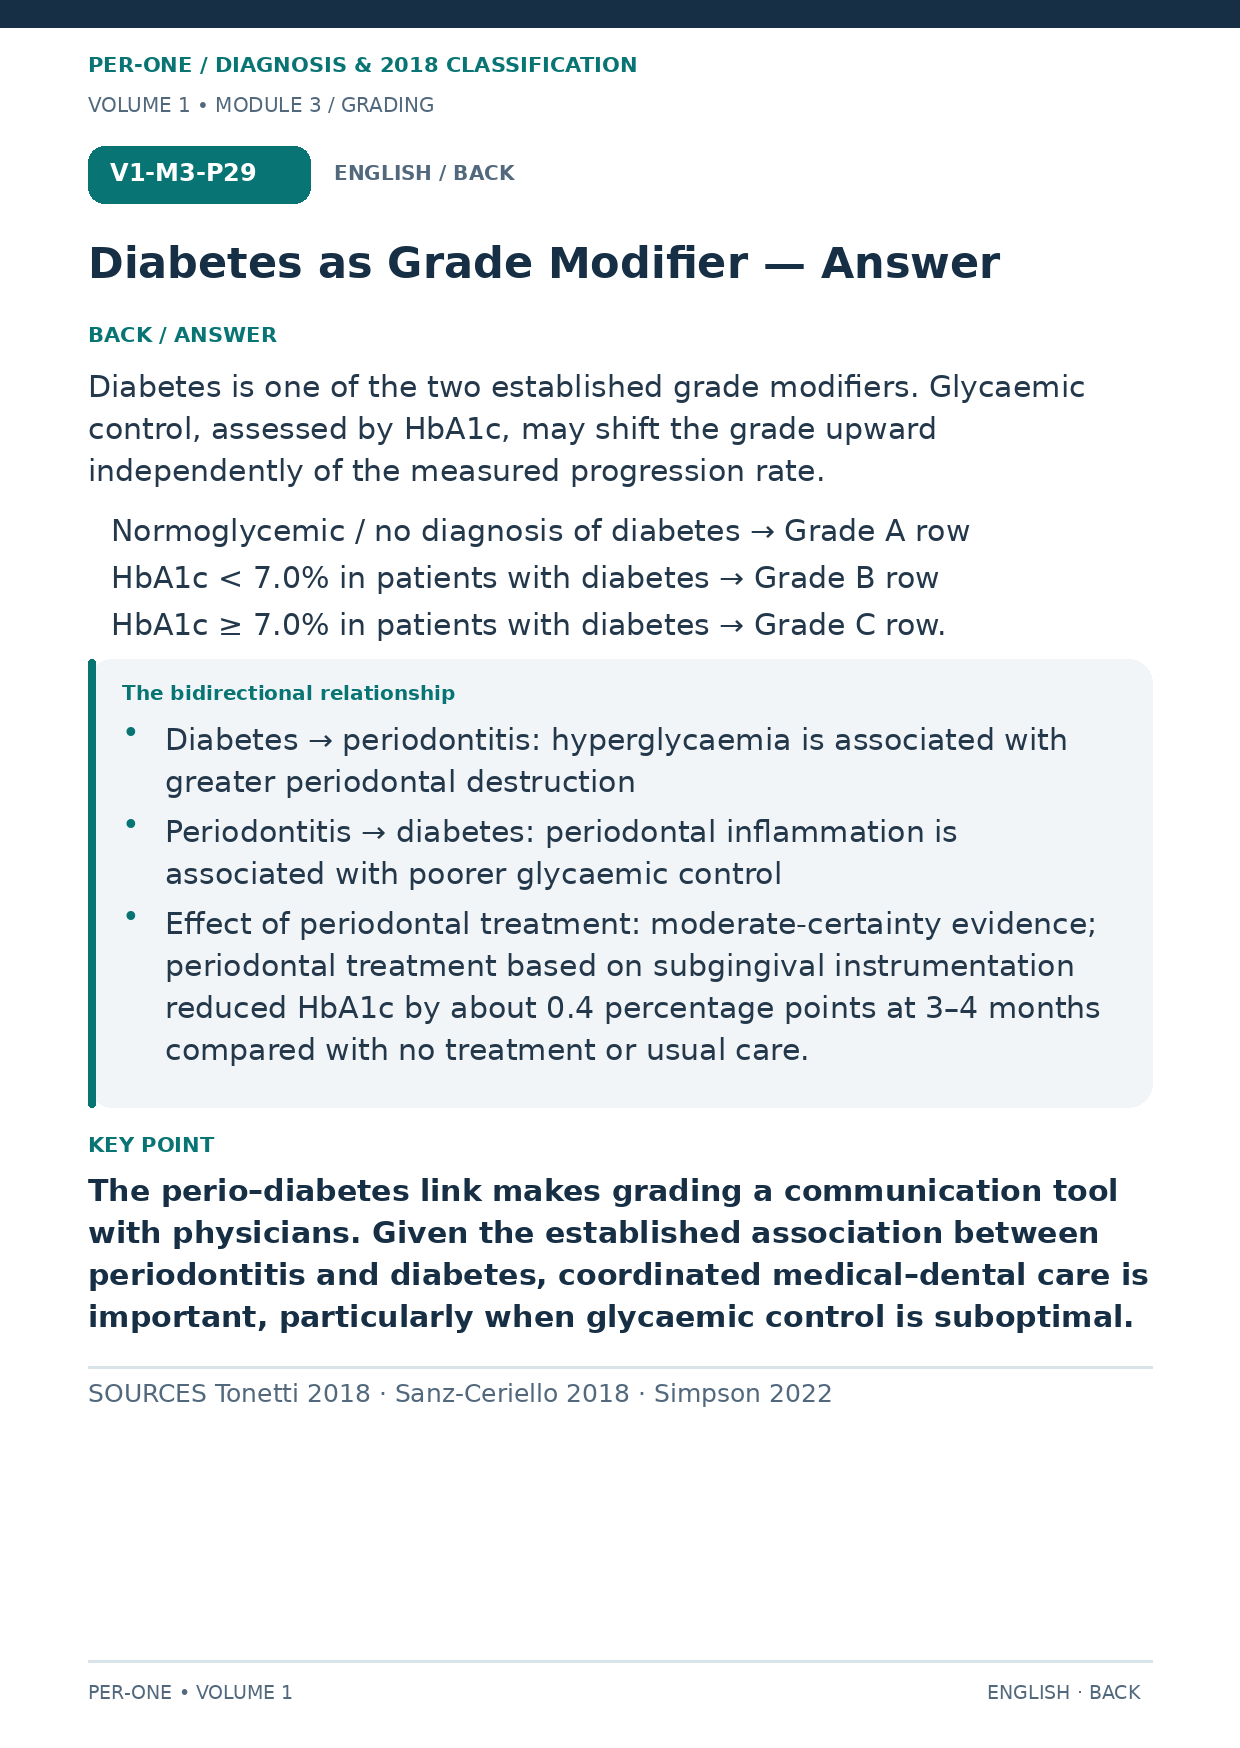 PER-ONE / DIAGNOSIS & 2018 CLASSIFICATION
VOLUME 1 • MODULE 3 / GRADING
V1-M3-P29
ENGLISH / BACK
Diabetes as Grade Modifier — Answer
BACK / ANSWER
Diabetes is one of the two established grade modifiers. Glycaemic
control, assessed by HbA1c, may shift the grade upward
independently of the measured progression rate.
Normoglycemic / no diagnosis of diabetes → Grade A row
HbA1c < 7.0% in patients with diabetes → Grade B row
HbA1c ≥ 7.0% in patients with diabetes → Grade C row.
The bidirectional relationship
• Diabetes → periodontitis: hyperglycaemia is associated with
greater periodontal destruction
• Periodontitis → diabetes: periodontal inflammation is
associated with poorer glycaemic control
• Effect of periodontal treatment: moderate-certainty evidence;
periodontal treatment based on subgingival instrumentation
reduced HbA1c by about 0.4 percentage points at 3–4 months
compared with no treatment or usual care.
KEY POINT
The perio–diabetes link makes grading a communication tool
with physicians. Given the established association between
periodontitis and diabetes, coordinated medical–dental care is
important, particularly when glycaemic control is suboptimal.
SOURCES Tonetti 2018 · Sanz-Ceriello 2018 · Simpson 2022
PER-ONE • VOLUME 1
ENGLISH · BACK